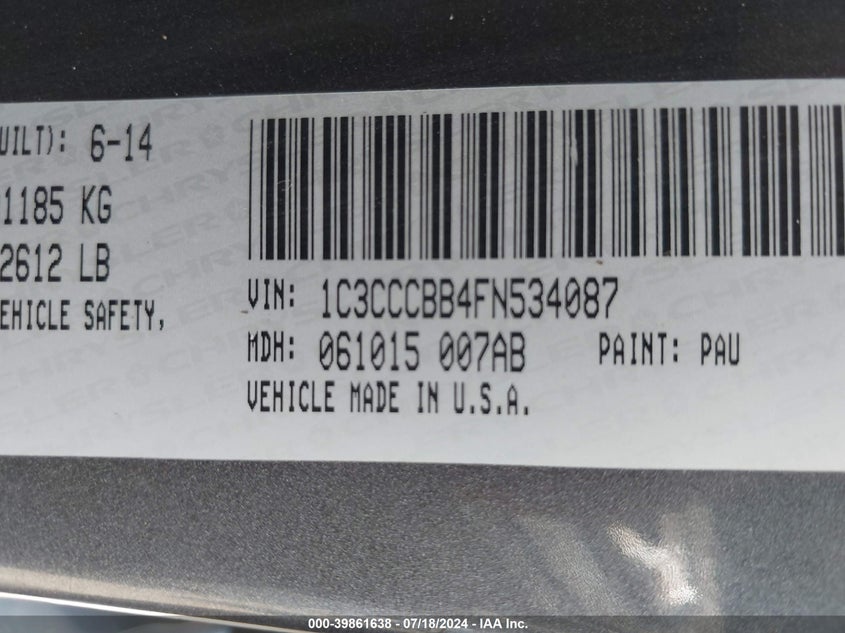 UILT): 6-14
1185 KG
2612 LB
EHICLE SAFETY,
VIN: 1C3CCCBB4FN534087
MDH: 061015 007AB PAINT: PAU
VEHICLE MADE IN U.S.A.
000-39861638 - 07/18/2024 - IAA Inc.